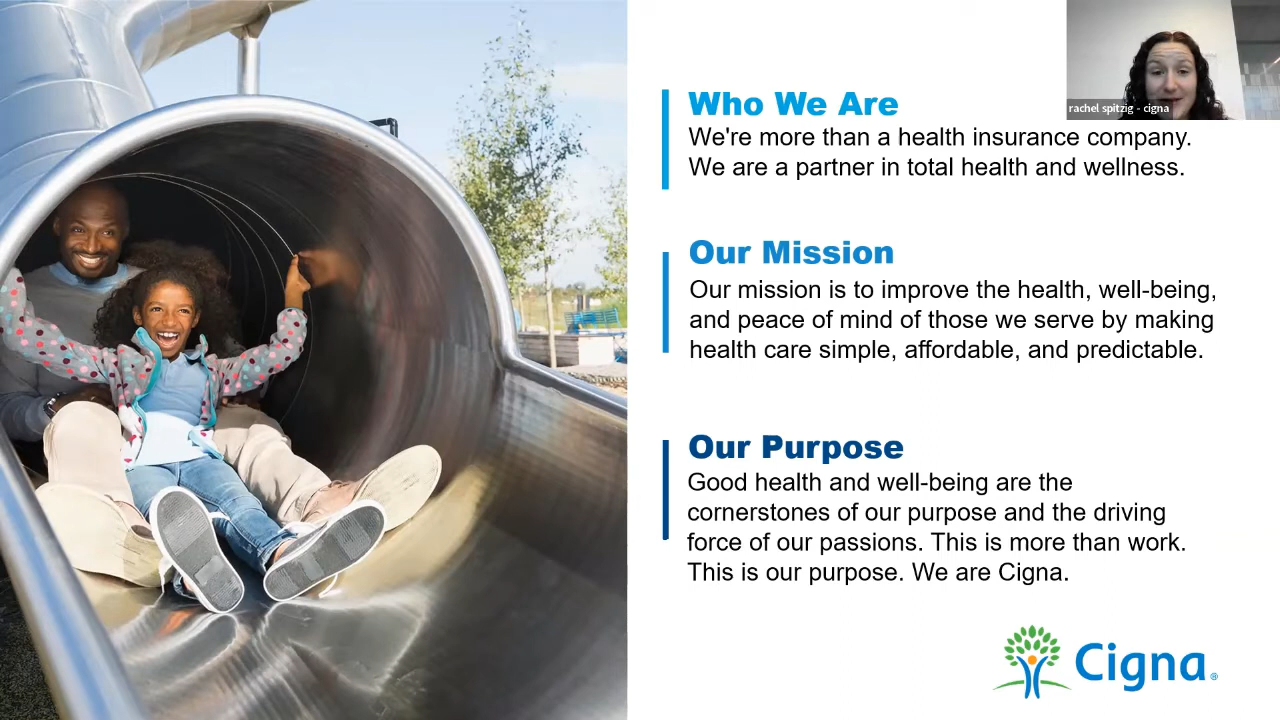 rachel spitzig - cigna
Who We Are
We're more than a health insurance company.
We are a partner in total health and wellness.
Our Mission
Our mission is to improve the health, well-being,
and peace of mind of those we serve by making
health care simple, affordable, and predictable.
Our Purpose
Good health and well-being are the
cornerstones of our purpose and the driving
force of our passions. This is more than work.
This is our purpose. We are Cigna.
Cigna®